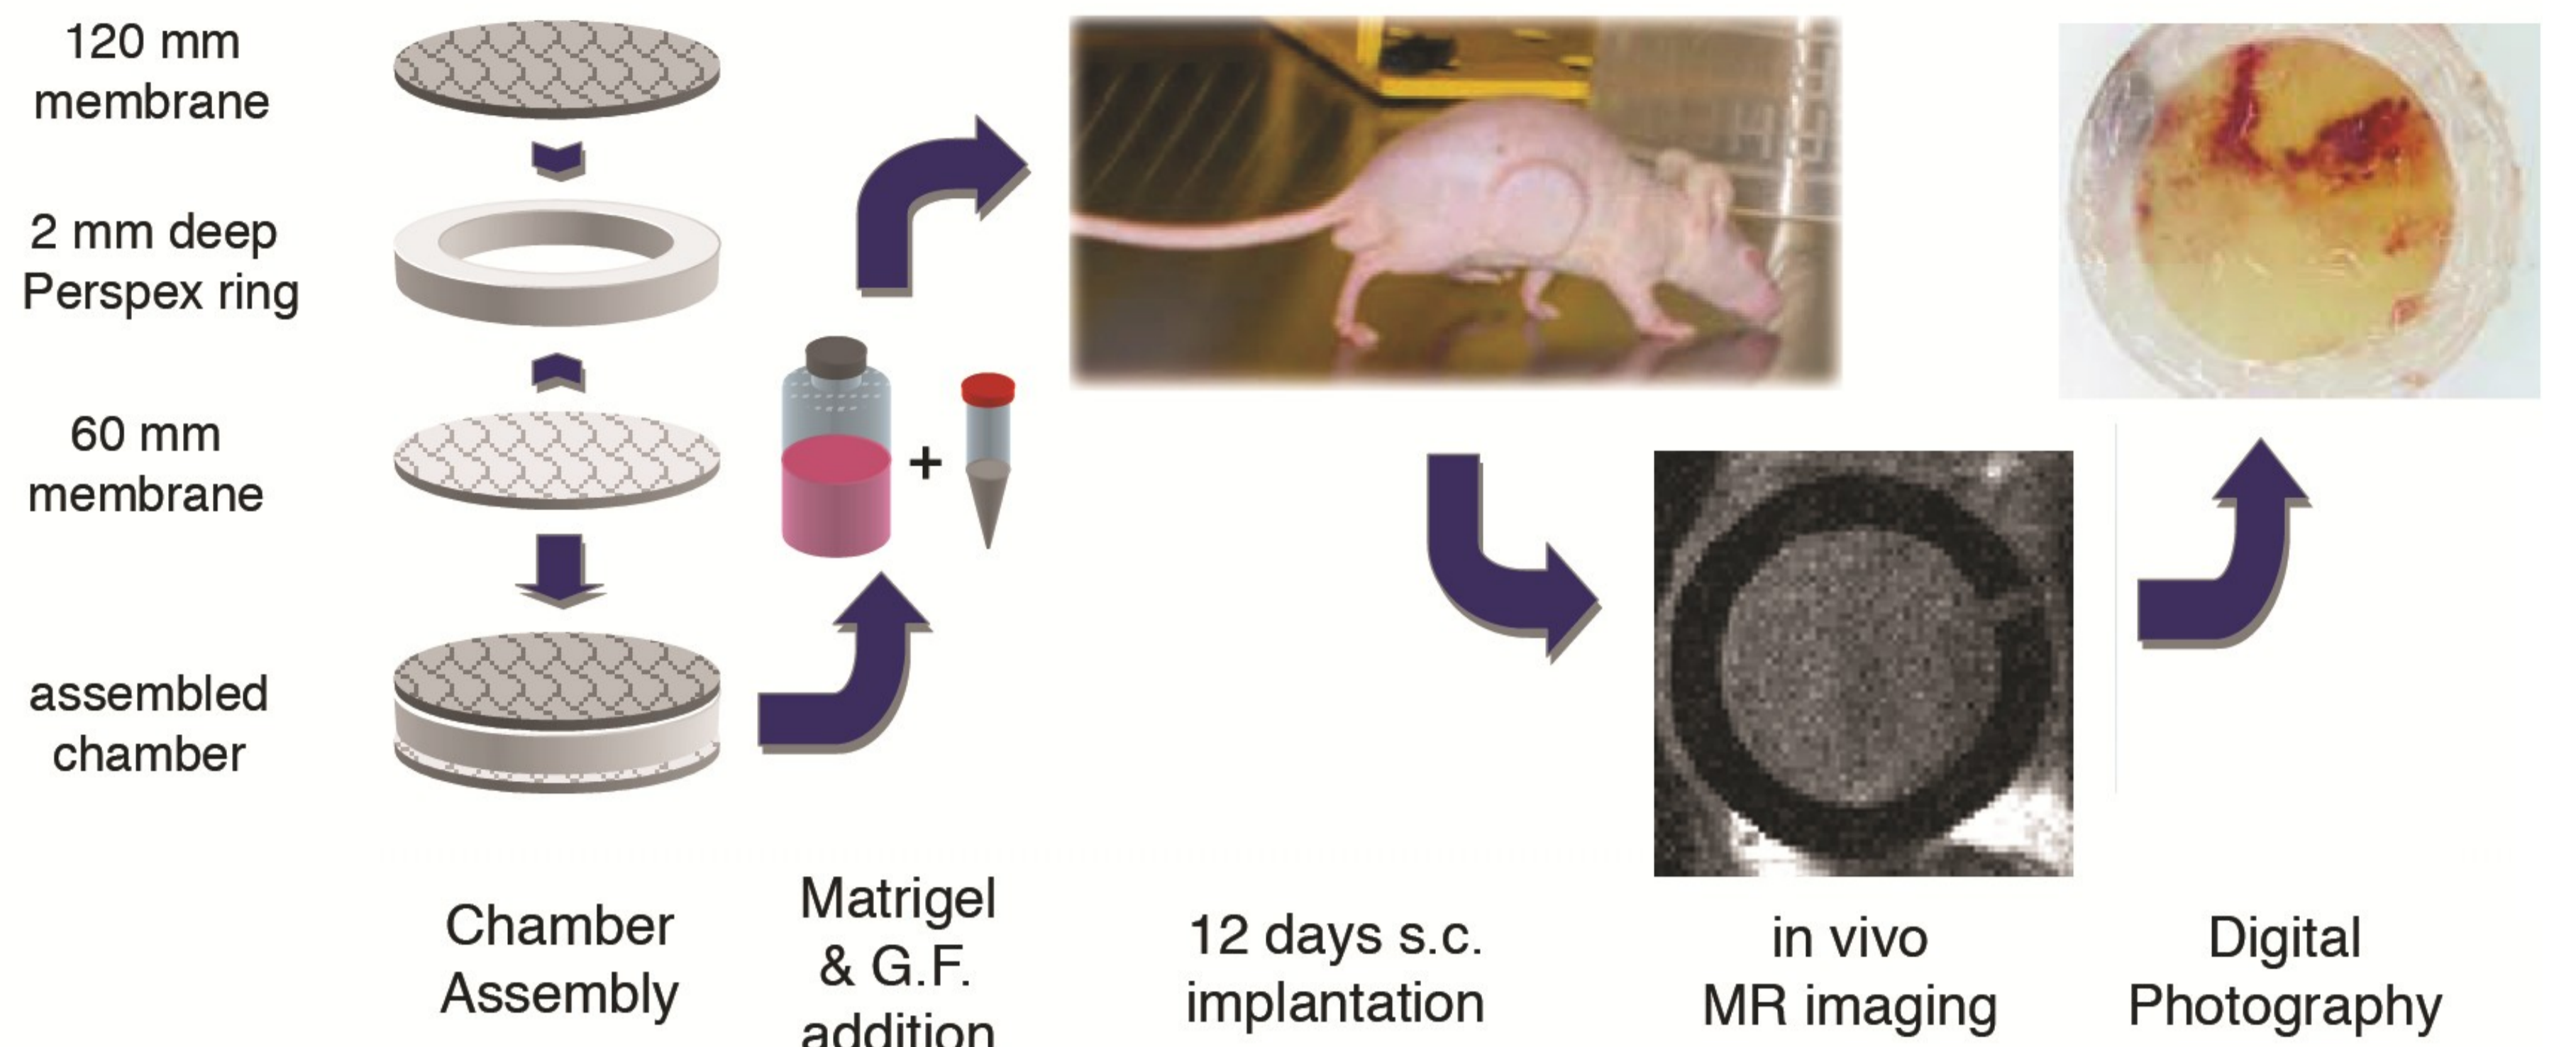 120 mm
membrane
2 mm deep
Perspex ring
60 mm
membrane
assembled
chamber
+
Chamber
Assembly
Matrigel
& G.F.
addition
12 days s.c.
implantation
in vivo
MR imaging
Digital
Photography